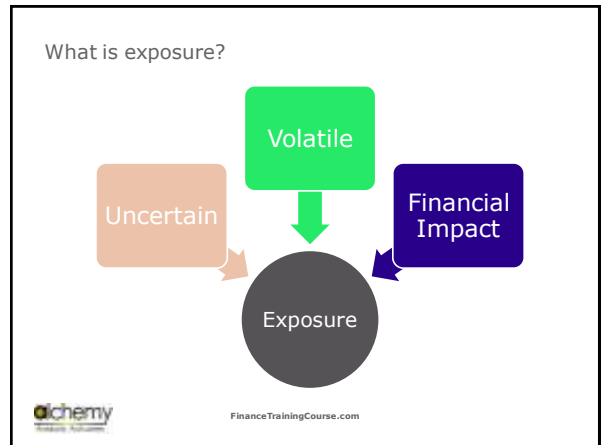 What is exposure?
Volatile
Uncertain
Financial
Impact
Exposure
alchemy
FinanceTrainingCourse.com